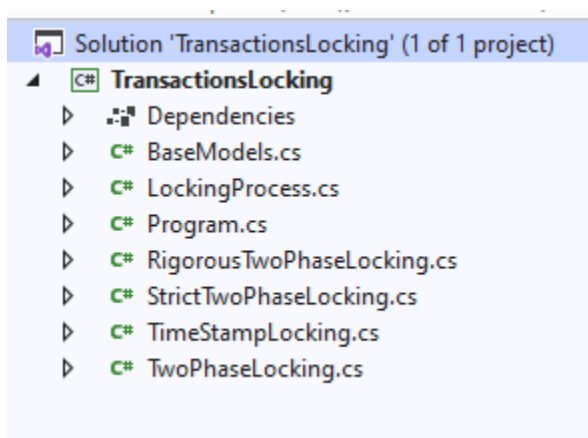 Solution 'TransactionsLocking' (1 of 1 project)
C# TransactionsLocking
Dependencies
C# BaseModels.cs
C# LockingProcess.cs
C# Program.cs
C# RigorousTwoPhaseLocking.cs
C# StrictTwoPhaseLocking.cs
C# TimeStampLocking.cs
C# TwoPhaseLocking.cs